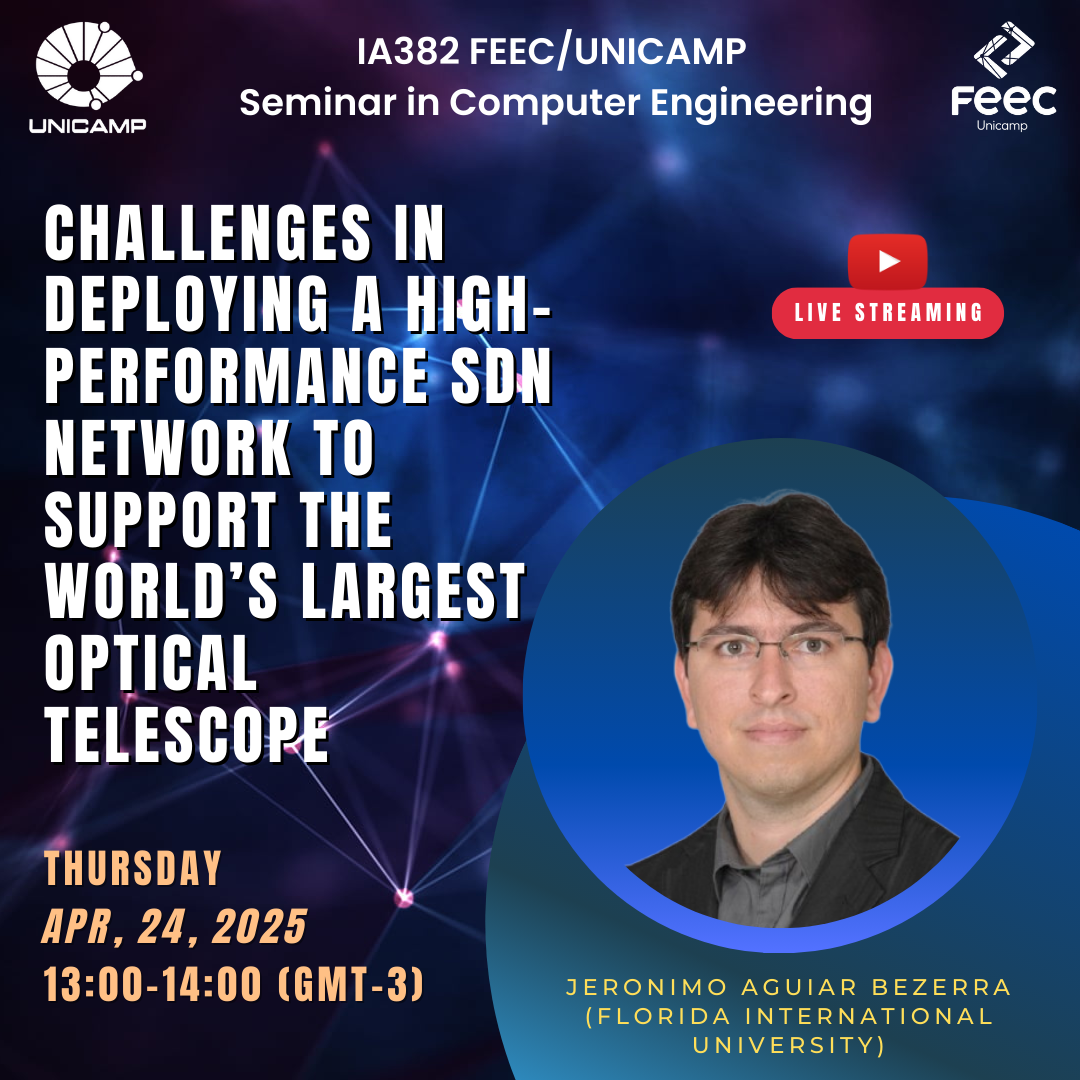 UNICAMP
IA382 FEEC/UNICAMP
Seminar in Computer Engineering
FEEC
Unicamp
CHALLENGES IN
DEPLOYING A HIGH-
PERFORMANCE SDN
NETWORK TO
SUPPORT THE
WORLD’S LARGEST
OPTICAL
TELESCOPE
LIVE STREAMING
THURSDAY
APR, 24, 2025
13:00-14:00 (GMT-3)
JERONIMO AGUIAR BEZERRA
(FLORIDA INTERNATIONAL
UNIVERSITY)